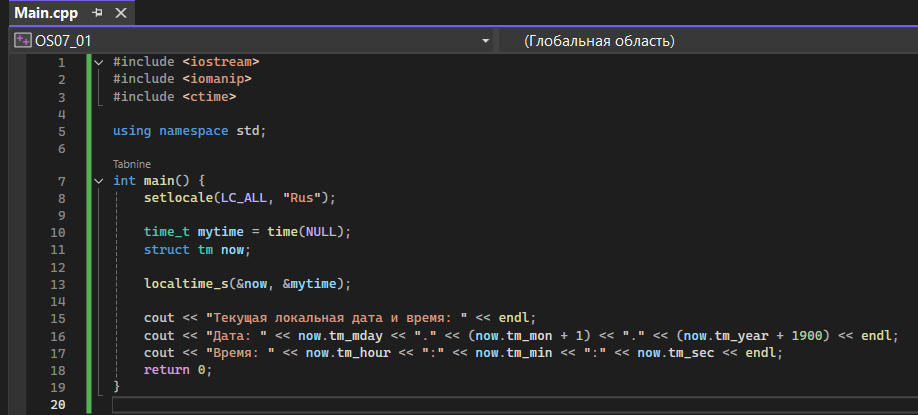 Main.cpp
OS07_01 (Глобальная область)
1 #include <iostream>
2 #include <iomanip>
3 #include <ctime>
4
5 using namespace std;
6
Tabnine
7 int main() {
8 setlocale(LC_ALL, "Rus");
9
10 time_t mytime = time(NULL);
11 struct tm now;
12
13 localtime_s(&now, &mytime);
14
15 cout << "Текущая локальная дата и время: " << endl;
16 cout << "Дата: " << now.tm_mday << "." << (now.tm_mon + 1) << "." << (now.tm_year + 1900) << endl;
17 cout << "Время: " << now.tm_hour << ":" << now.tm_min << ":" << now.tm_sec << endl;
18 return 0;
19 }
20